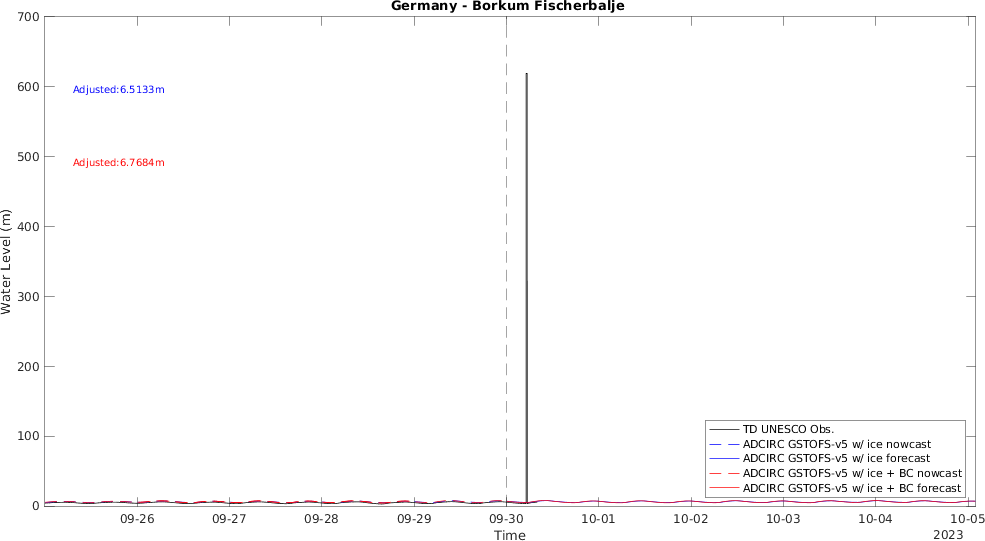 Germany - Borkum Fischerbalje
700
600
500
400
300
200
100
0
Water Level (m)
Adjusted:6.5133m
Adjusted:6.7684m
TD UNESCO Obs.
ADCIRC GSTOFS-v5 w/ ice nowcast
ADCIRC GSTOFS-v5 w/ ice forecast
ADCIRC GSTOFS-v5 w/ ice + BC nowcast
ADCIRC GSTOFS-v5 w/ ice + BC forecast
09-26 09-27 09-28 09-29 09-30 10-01 10-02 10-03 10-04 10-05
Time
2023